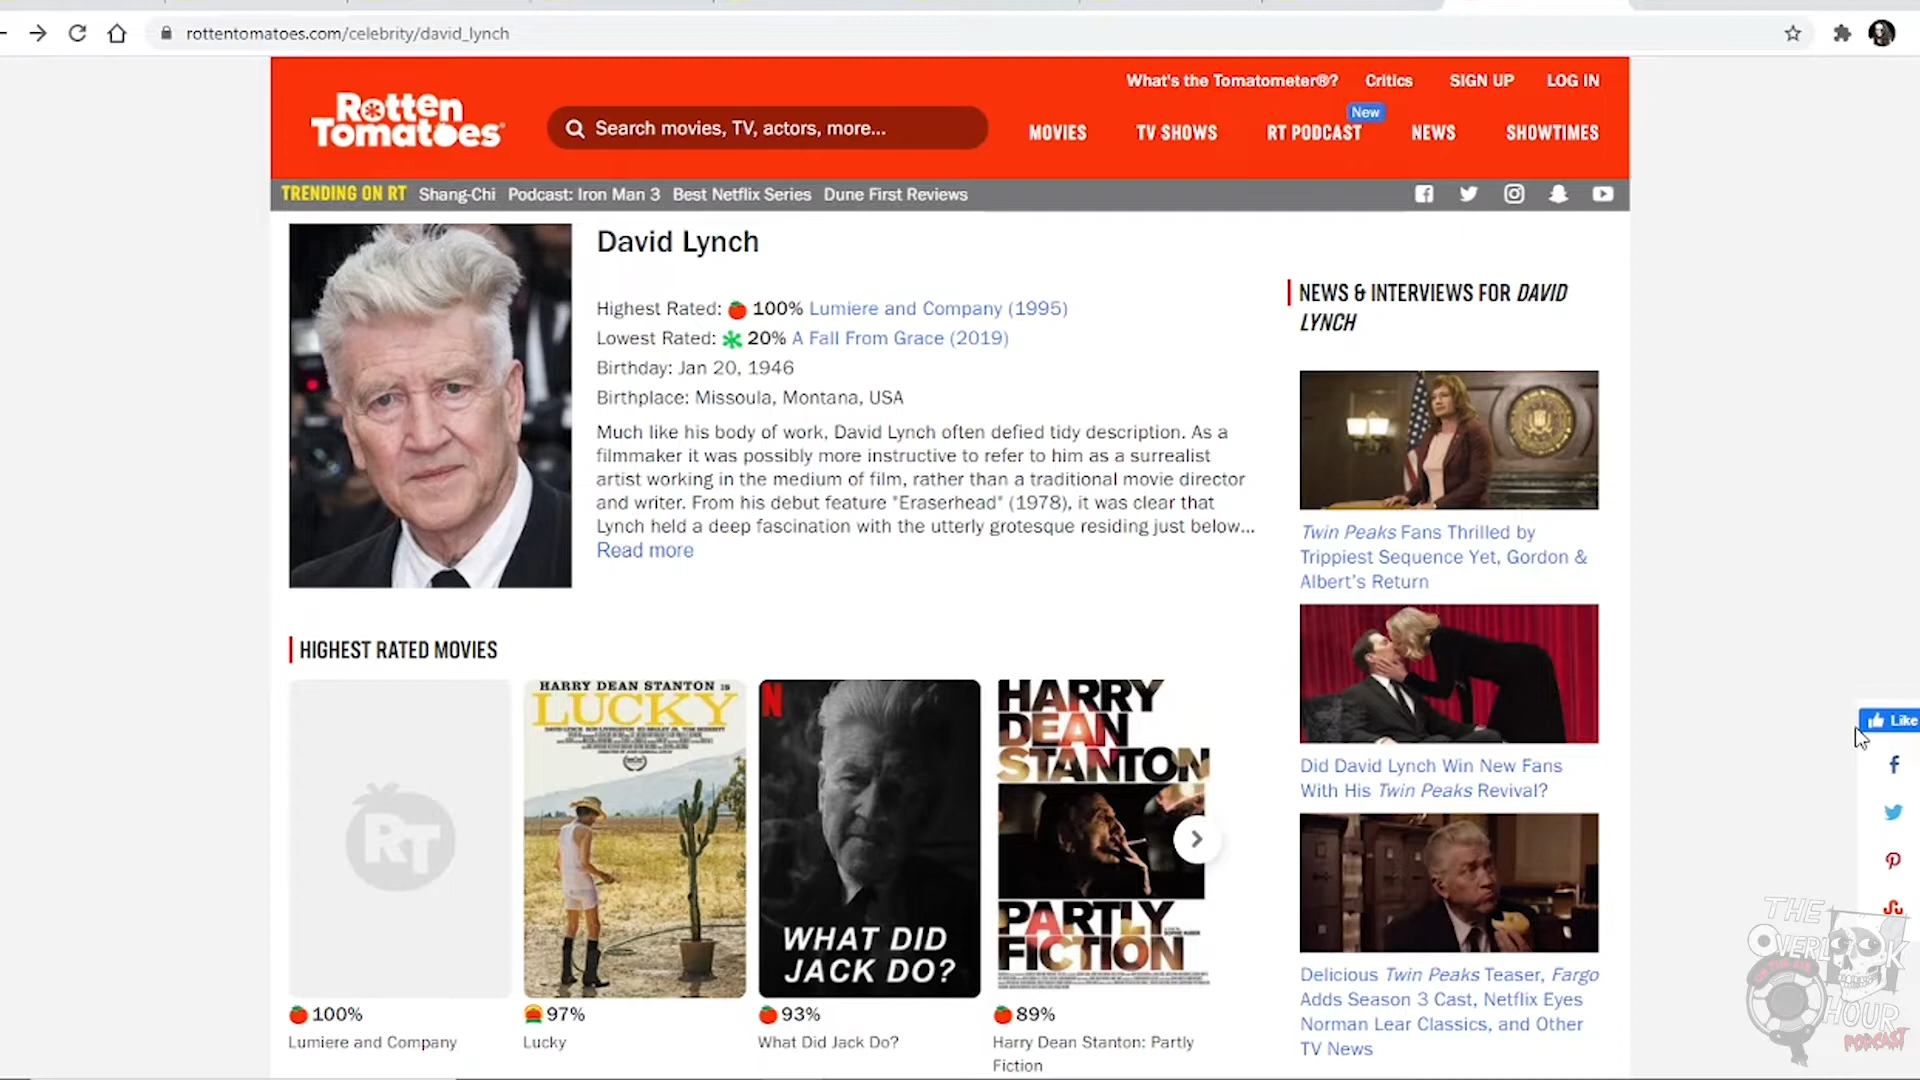 rottentomatoes.com/celebrity/david_lynch
What's the Tomatometer®?
Critics
SIGN UP
LOG IN
Rotten
Tomatoes
Search movies, TV, actors, more...
New
MOVIES
TV SHOWS
RT PODCAST
NEWS
SHOWTIMES
TRENDING ON RT
Shang-Chi
Podcast: Iron Man 3
Best Netflix Series
Dune First Reviews
David Lynch
Highest Rated: 100% Lumiere and Company (1995)
Lowest Rated: 20% A Fall From Grace (2019)
Birthday: Jan 20, 1946
Birthplace: Missoula, Montana, USA
Much like his body of work, David Lynch often defied tidy description. As a
filmmaker it was possibly more instructive to refer to him as a surrealist
artist working in the medium of film, rather than a traditional movie director
and writer. From his debut feature "Eraserhead" (1978), it was clear that
Lynch held a deep fascination with the utterly grotesque residing just below...
Read more
HIGHEST RATED MOVIES
RT
100%
Lumiere and Company
HARRY DEAN STANTON IS
LUCKY
97%
Lucky
N
WHAT DID
JACK DO?
93%
What Did Jack Do?
HARRY
DEAN
STANTON
PARTLY
FICTION
89%
Harry Dean Stanton: Partly
Fiction
NEWS & INTERVIEWS FOR DAVID
LYNCH
Twin Peaks Fans Thrilled by
Trippiest Sequence Yet, Gordon &
Albert's Return
Did David Lynch Win New Fans
With His Twin Peaks Revival?
Delicious Twin Peaks Teaser, Fargo
Adds Season 3 Cast, Netflix Eyes
Norman Lear Classics, and Other
TV News
Like
THE
OVERLOOK
HOUR
PODCAST